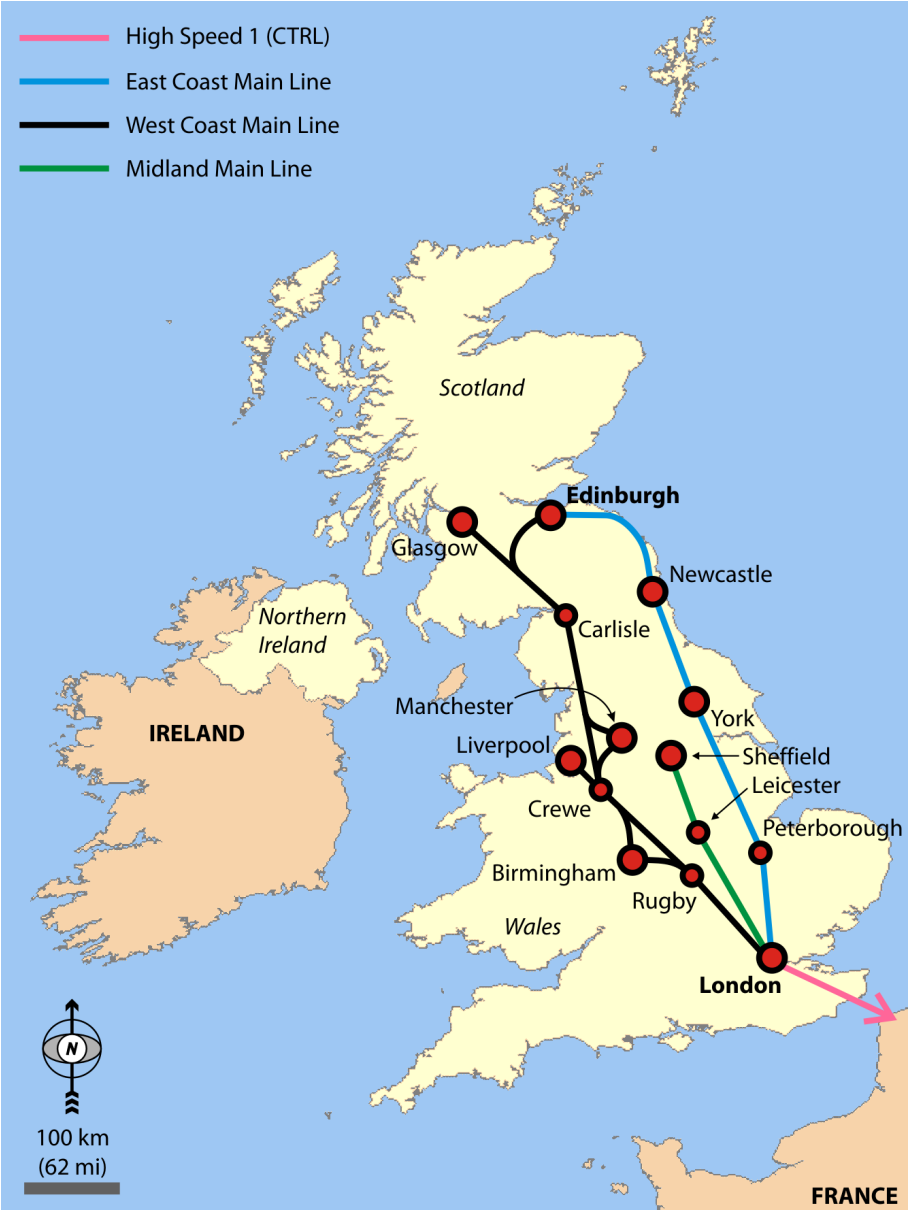 High Speed 1 (CTRL)
East Coast Main Line
West Coast Main Line
Midland Main Line
Scotland
Edinburgh
Glasgow
Newcastle
Northern
Ireland
Carlisle
Manchester
York
IRELAND
Liverpool
Sheffield
Leicester
Crewe
Peterborough
Birmingham
Rugby
Wales
London
N
100 km
(62 mi)
FRANCE